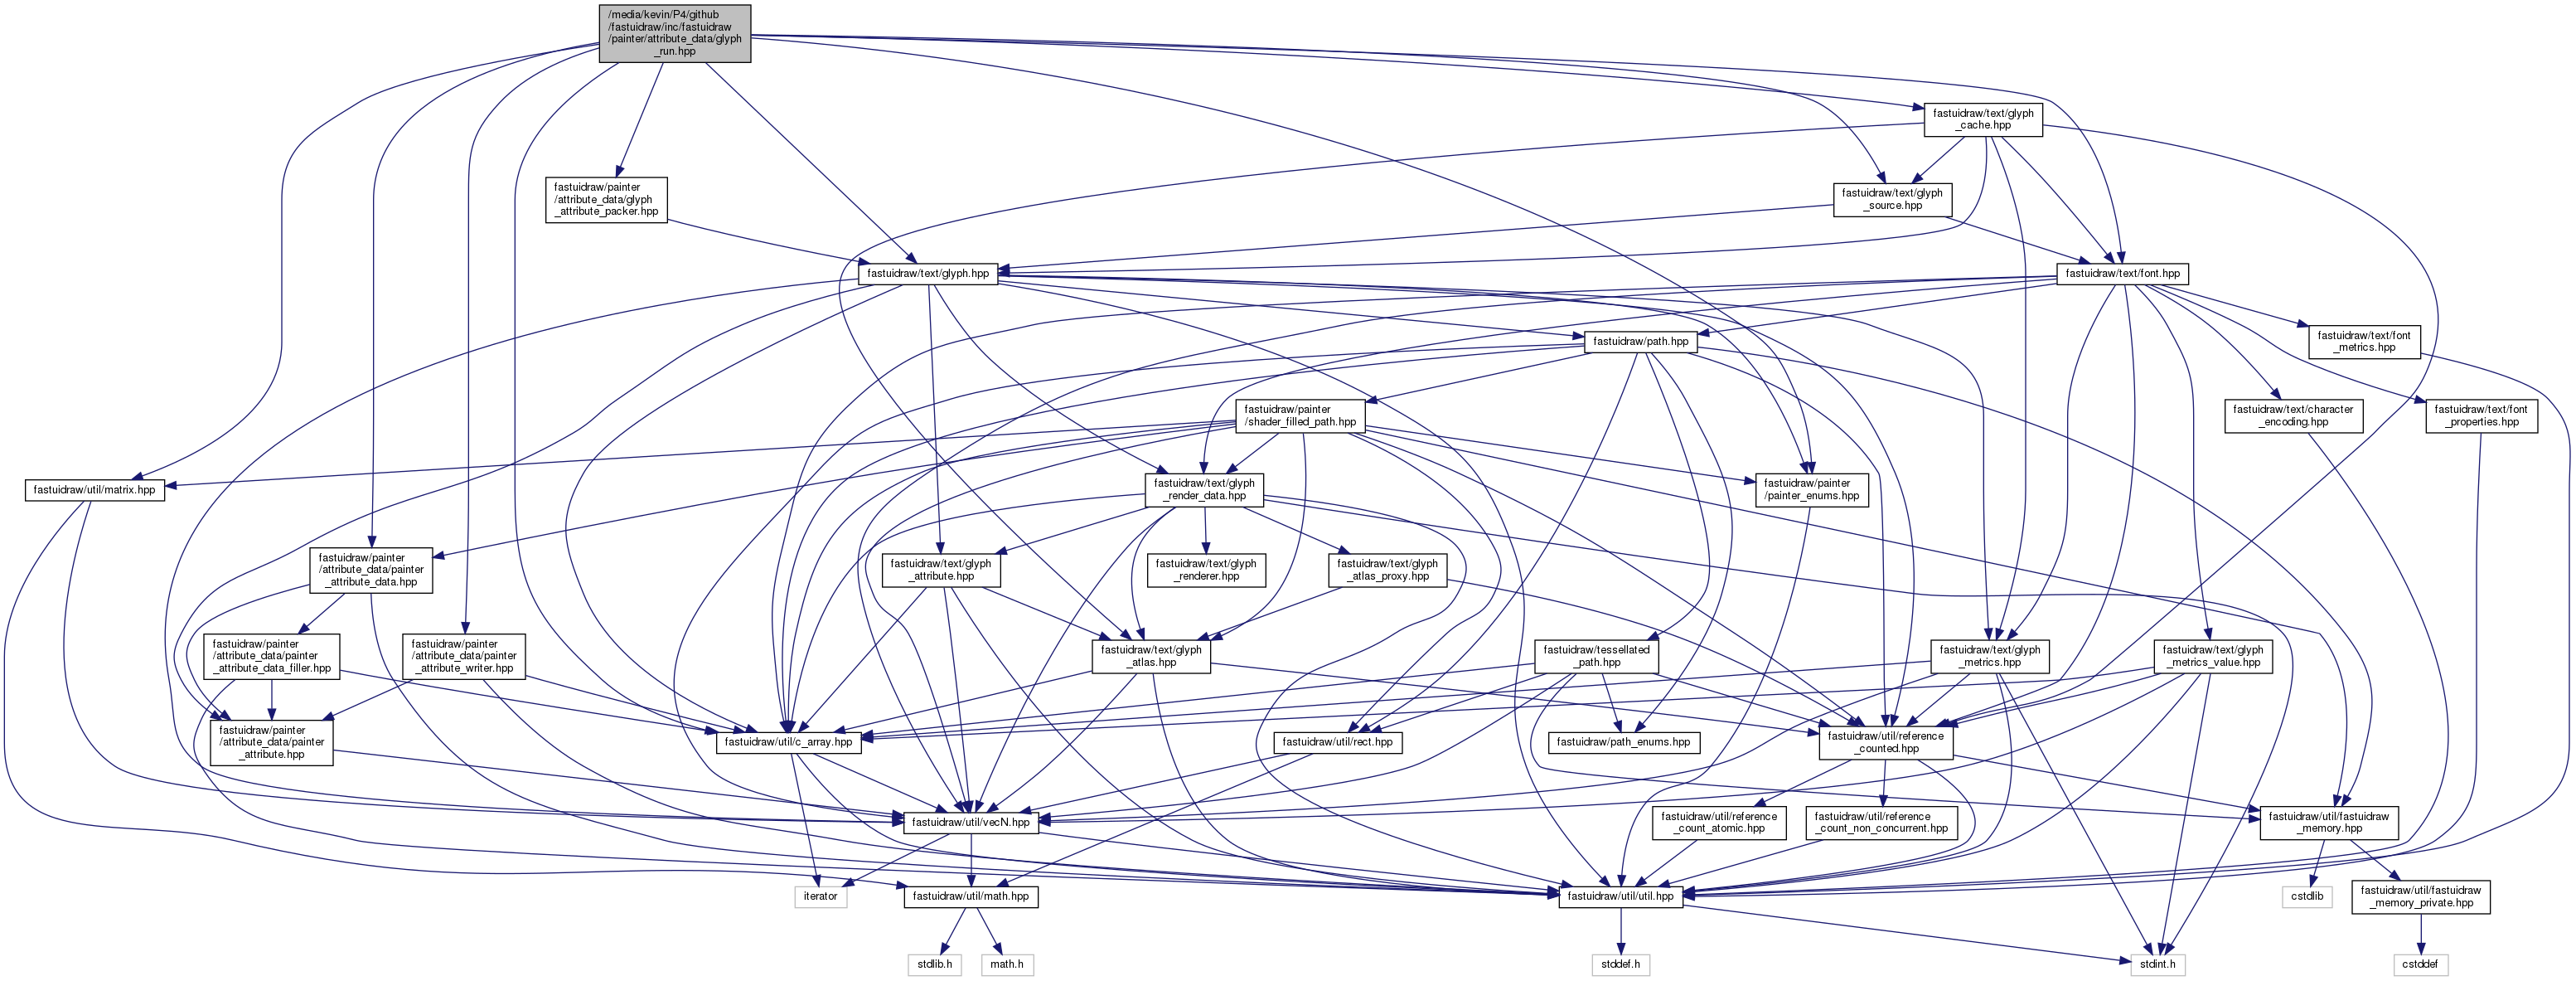 /media/kevin/P4/github
/fastuidraw/inc/fastuidraw
/painter/attribute_data/glyph
_run.hpp
fastuidraw/text/glyph
_cache.hpp
fastuidraw/painter
/attribute_data/glyph
_attribute_packer.hpp
fastuidraw/text/glyph
_source.hpp
fastuidraw/text/glyph.hpp
fastuidraw/text/font.hpp
fastuidraw/path.hpp
fastuidraw/text/font
_metrics.hpp
fastuidraw/painter
/shader_filled_path.hpp
fastuidraw/text/character
_encoding.hpp
fastuidraw/text/font
_properties.hpp
fastuidraw/util/matrix.hpp
fastuidraw/text/glyph
_render_data.hpp
fastuidraw/painter
/painter_enums.hpp
fastuidraw/painter
/attribute_data/painter
_attribute_data.hpp
fastuidraw/text/glyph
_attribute.hpp
fastuidraw/text/glyph
_renderer.hpp
fastuidraw/text/glyph
_atlas_proxy.hpp
fastuidraw/painter
/attribute_data/painter
_attribute_data_filler.hpp
fastuidraw/painter
/attribute_data/painter
_attribute_writer.hpp
fastuidraw/text/glyph
_atlas.hpp
fastuidraw/tessellated
_path.hpp
fastuidraw/text/glyph
_metrics.hpp
fastuidraw/text/glyph
_metrics_value.hpp
fastuidraw/painter
/attribute_data/painter
_attribute.hpp
fastuidraw/util/c_array.hpp
fastuidraw/util/rect.hpp
fastuidraw/path_enums.hpp
fastuidraw/util/reference
_counted.hpp
fastuidraw/util/vecN.hpp
fastuidraw/util/reference
_count_atomic.hpp
fastuidraw/util/reference
_count_non_concurrent.hpp
fastuidraw/util/fastuidraw
_memory.hpp
iterator
fastuidraw/util/math.hpp
fastuidraw/util/util.hpp
cstdlib
fastuidraw/util/fastuidraw
_memory_private.hpp
stdlib.h
math.h
stddef.h
stdint.h
cstddef